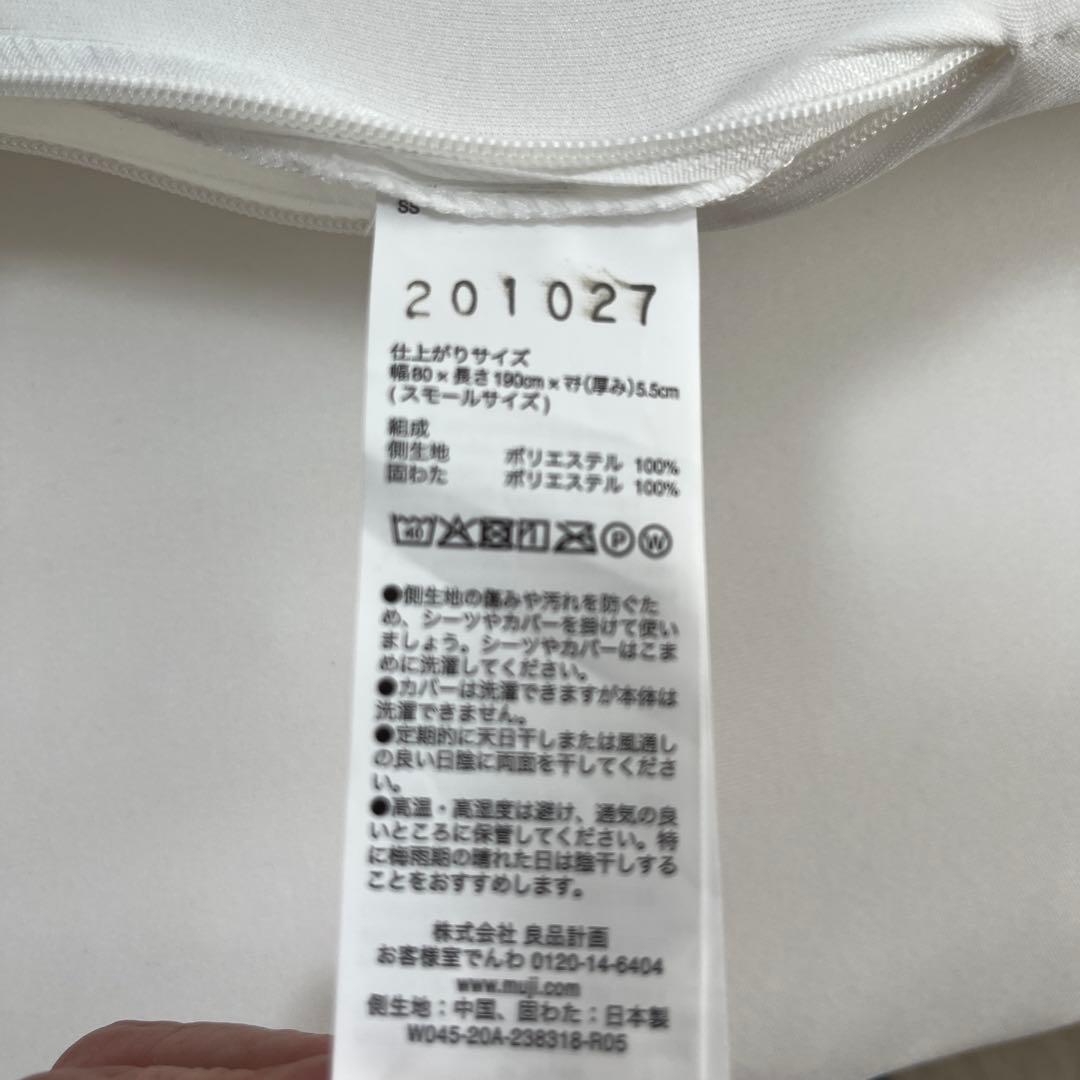 SS
201027
仕上がりサイズ
幅80×長さ190cm×マチ(厚み)5.5cm
(スモールサイズ)
組成
側生地 ポリエステル 100%
固わた ポリエステル 100%
40 P W
●側生地の傷みや汚れを防ぐた
め、シーツやカバーを掛けて使い
ましょう。シーツやカバーはこま
めに洗濯してください。
●カバーは洗濯できますが本体は
洗濯できません。
●定期的に天日干しまたは風通し
の良い日陰に両面を干してくださ
い。
●高温・高湿度は避け、通気の良
いところに保管してください。特
に梅雨期の晴れた日は陰干しする
ことをおすすめします。
株式会社 良品計画
お客様室でんわ 0120-14-6404
www.muji.com
側生地：中国、固わた：日本製
W045-20A-238318-R05